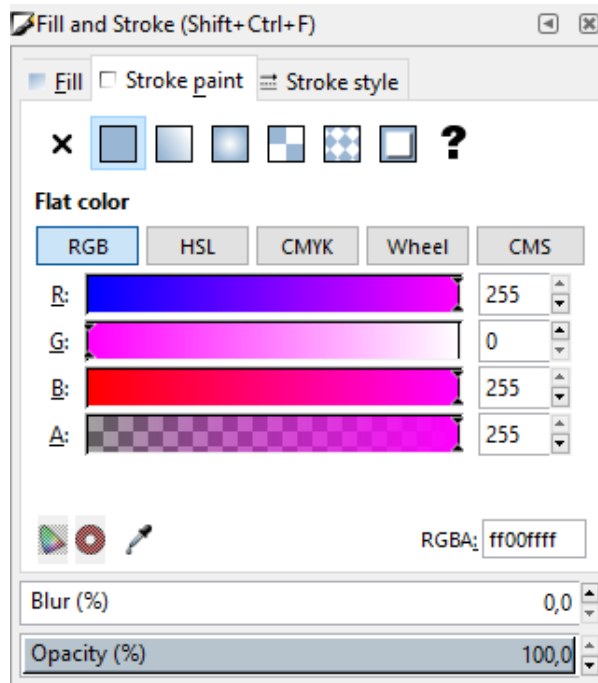 Fill and Stroke (Shift+Ctrl+F)
Fill Stroke paint Stroke style
?
Flat color
RGB HSL CMYK Wheel CMS
R: 255
G: 0
B: 255
A: 255
RGBA: ff00ffff
Blur (%) 0,0
Opacity (%) 100,0